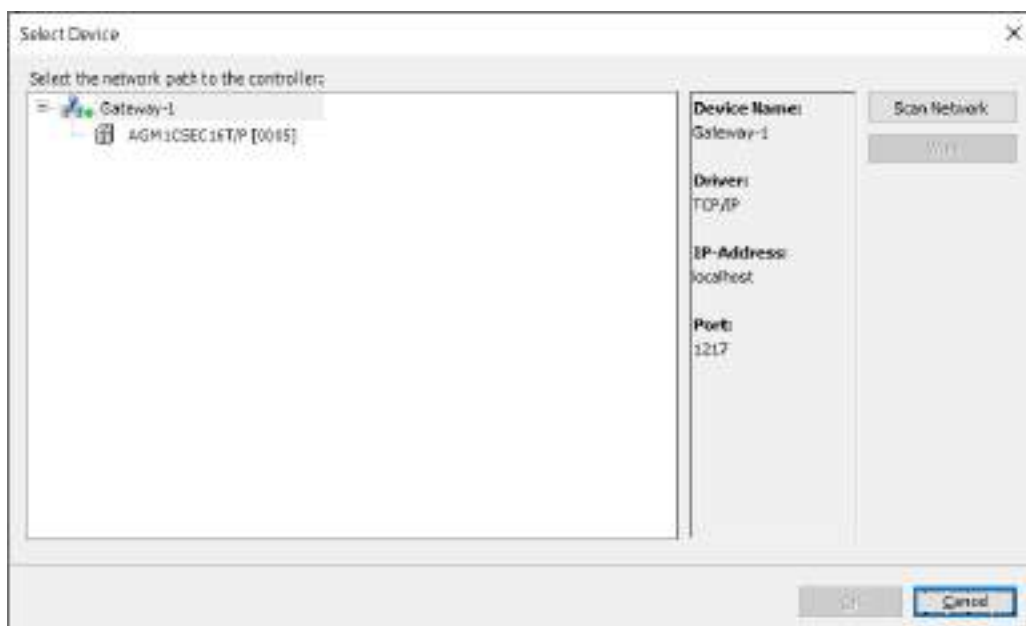 Select Device
Select the network path to the controller:
Gateway-1
AGM1CSEC16T/P [0005]
Device Name:
Gateway-1
Driver:
TCP/IP
IP-Address:
localhost
Port:
1217
Scan Network
OK
Cancel